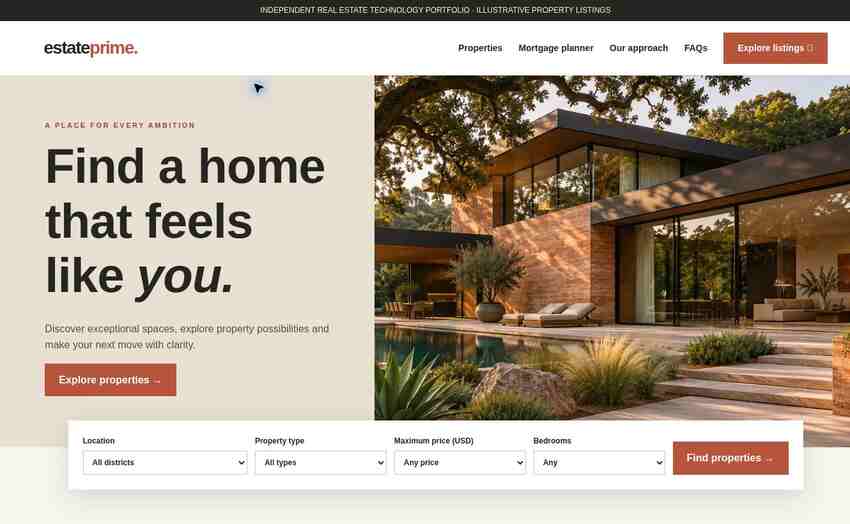 INDEPENDENT REAL ESTATE TECHNOLOGY PORTFOLIO · ILLUSTRATIVE PROPERTY LISTINGS
estateprime.
Properties
Mortgage planner
Our approach
FAQs
Explore listings
A PLACE FOR EVERY AMBITION
Find a home
that feels
like you.
Discover exceptional spaces, explore property possibilities and
make your next move with clarity.
Explore properties →
Location
Property type
Maximum price (USD)
Bedrooms
All districts
All types
Any price
Any
Find properties →